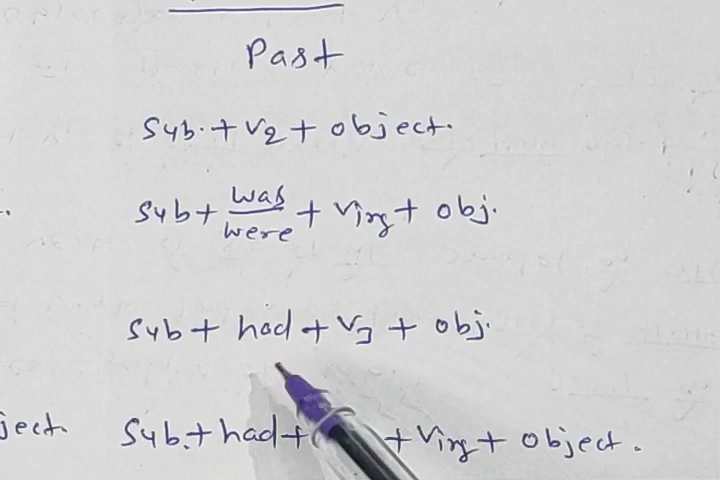 Past
Sub. + V2 + object.
Sub + was/were + Ving + obj.
Sub + had + V3 + obj.
ject. Sub. + had + + Ving + object.